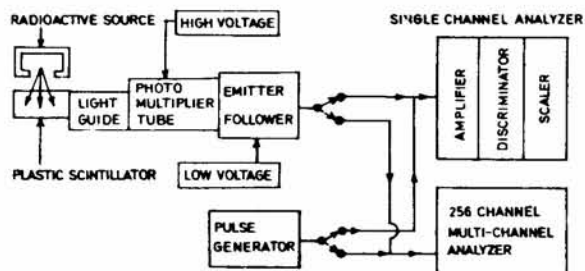 RADIOACTIVE SOURCE
HIGH VOLTAGE
SINGLE CHANNEL ANALYZER
LIGHT
GUIDE
PHOTO
MULTIPLIER
TUBE
EMITTER
FOLLOWER
AMPLIFIER
DISCRIMINATOR
SCALER
PLASTIC SCINTILLATOR
LOW VOLTAGE
PULSE
GENERATOR
256 CHANNEL
MULTI-CHANNEL
ANALYZER